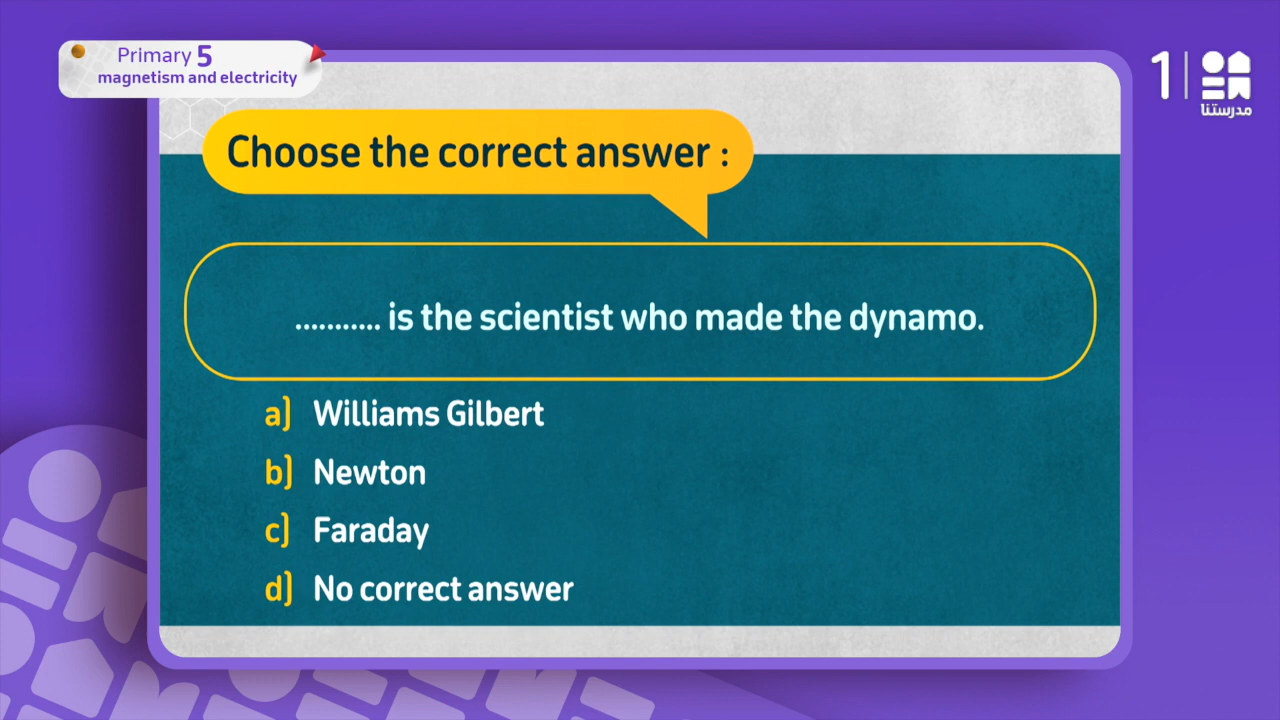 Primary 5
magnetism and electricity
1
مدرستنا
Choose the correct answer :
........... is the scientist who made the dynamo.
a) Williams Gilbert
b) Newton
c) Faraday
d) No correct answer